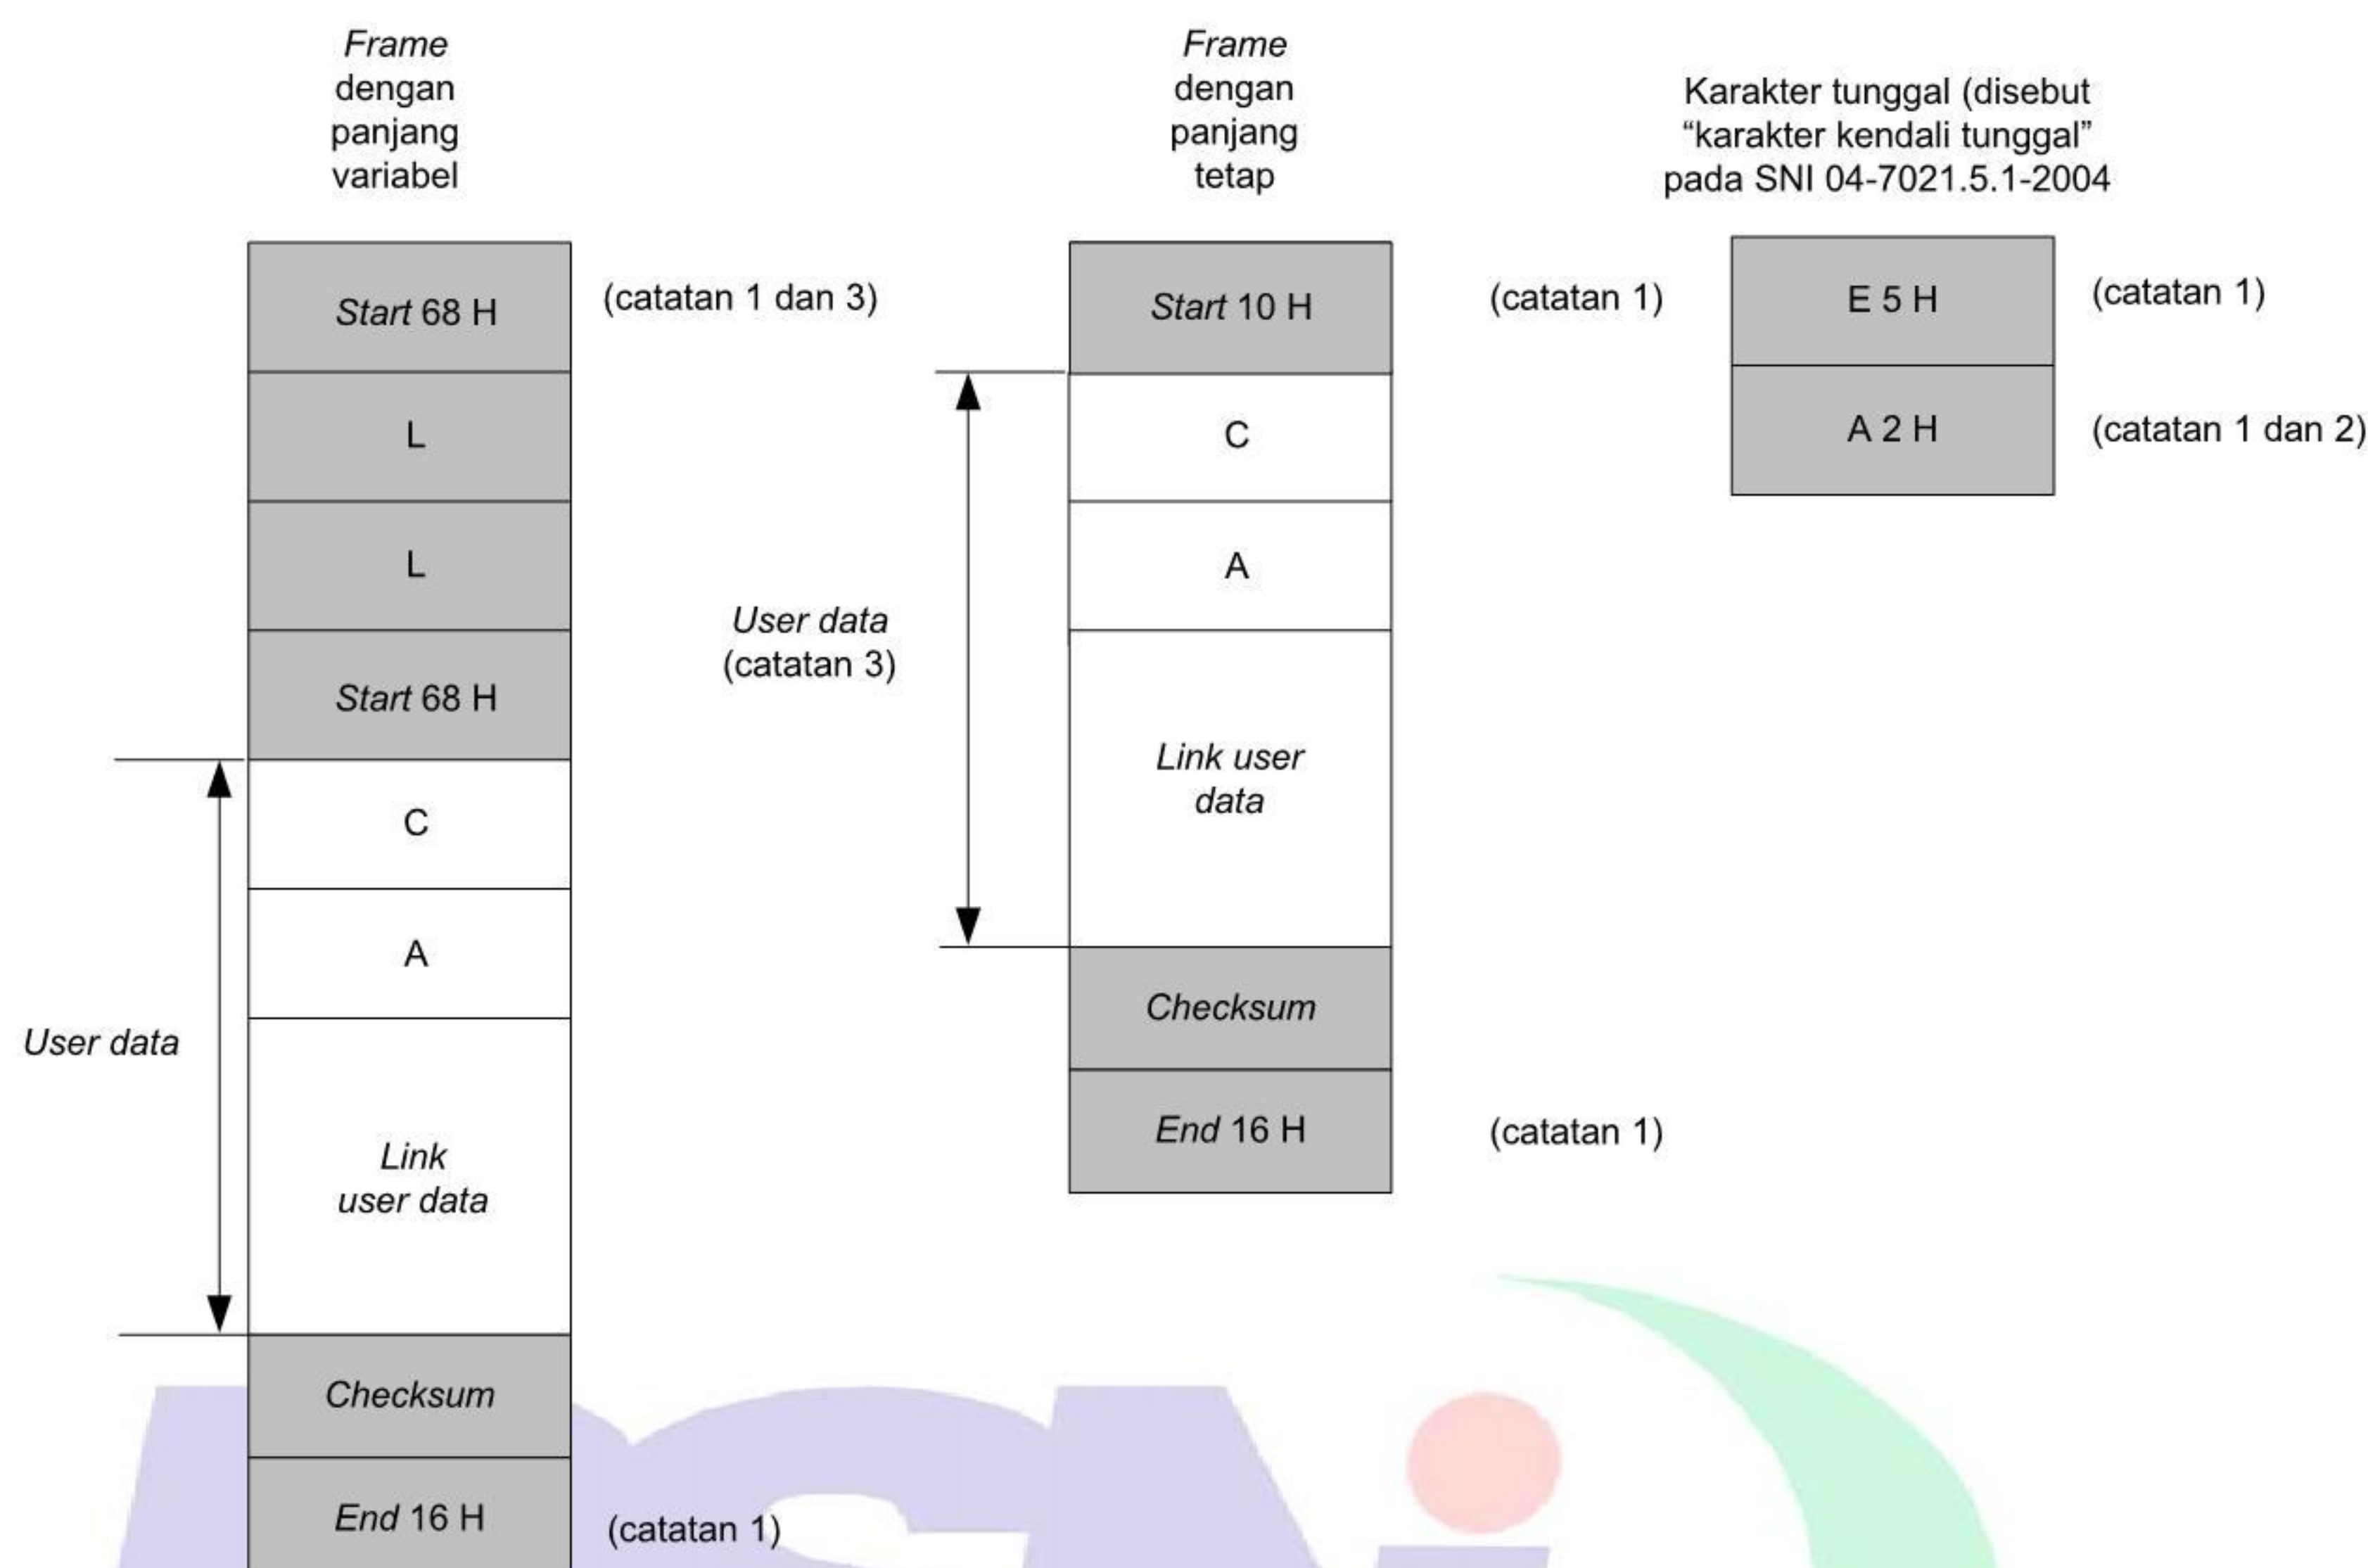 Frame
dengan
panjang
variabel
Start 68 H
(catatan 1 dan 3)
L
L
Start 68 H
C
A
User data
Link
user data
Checksum
End 16 H
(catatan 1)
Frame
dengan
panjang
tetap
Start 10 H
(catatan 1)
C
A
User data
(catatan 3)
Link user
data
Checksum
End 16 H
(catatan 1)
Karakter tunggal (disebut
“karakter kendali tunggal”
pada SNI 04-7021.5.1-2004
E 5 H
(catatan 1)
A 2 H
(catatan 1 dan 2)